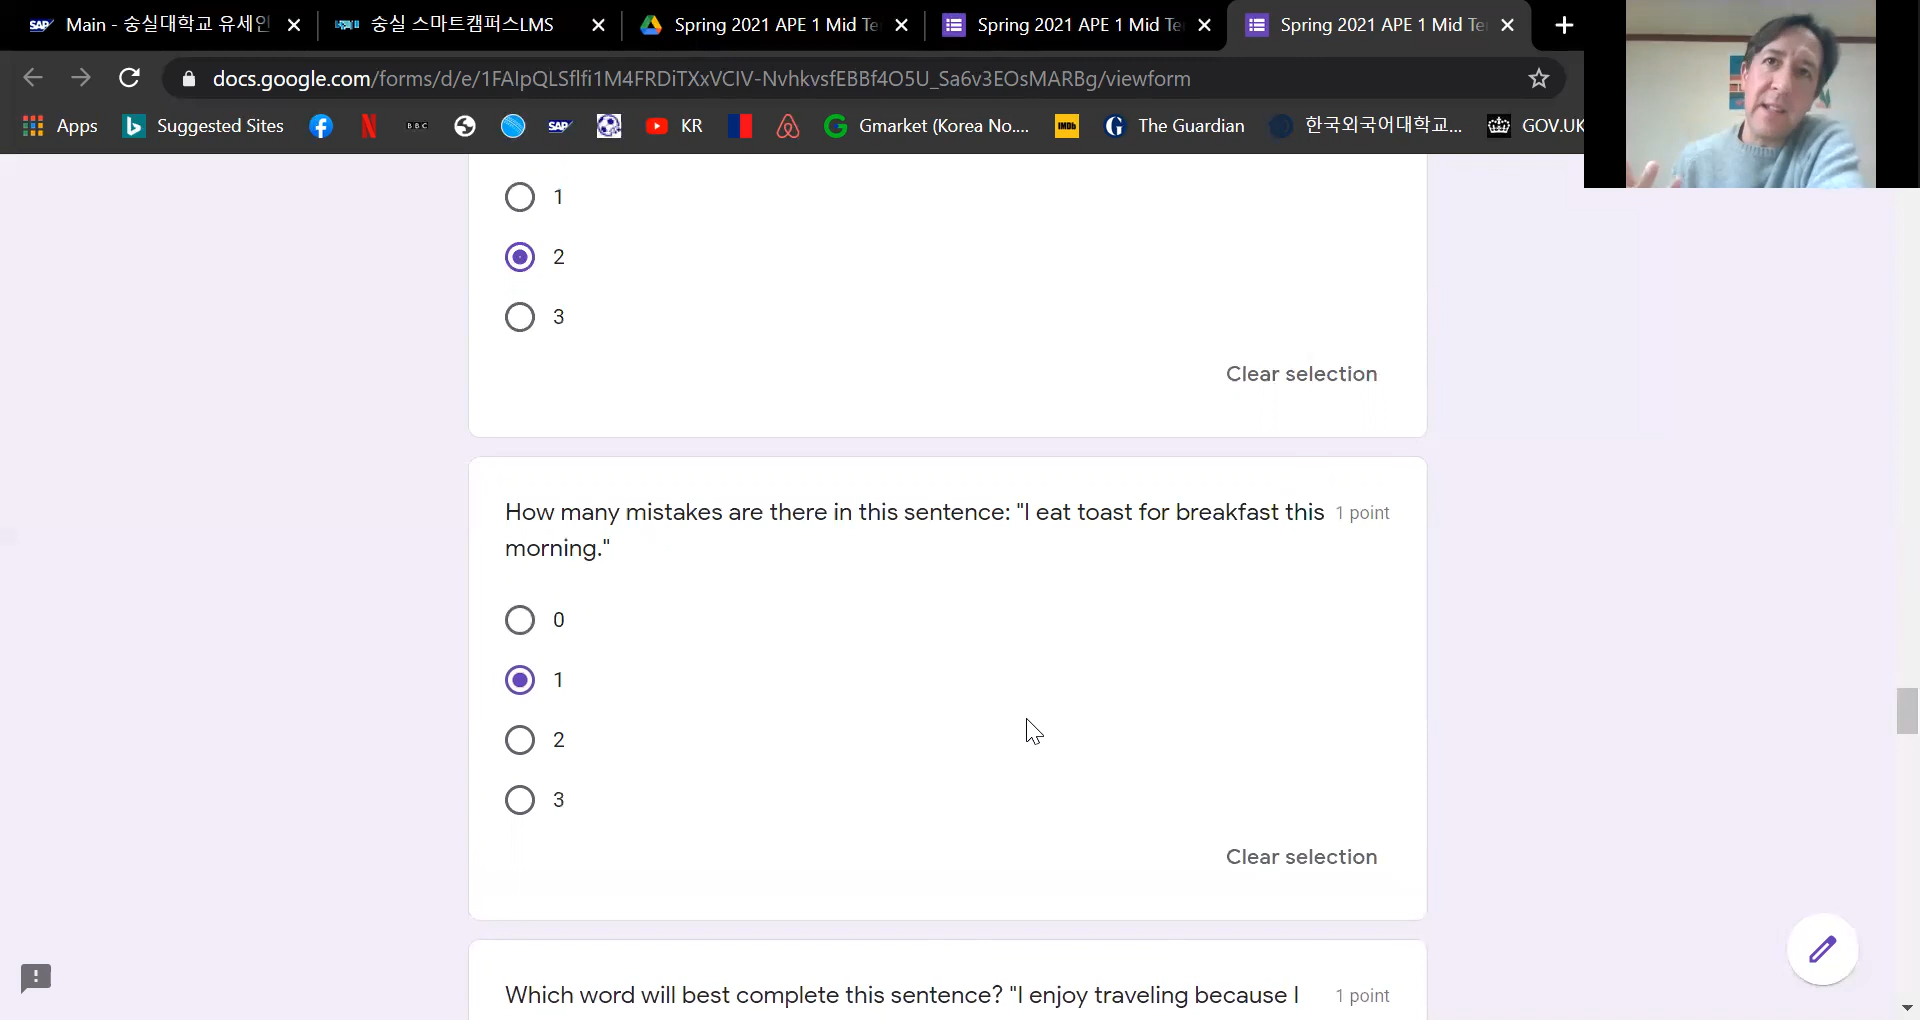 SAP Main - 숭실대학교 유세인
숭실 스마트캠퍼스LMS
Spring 2021 APE 1 Mid Te
Spring 2021 APE 1 Mid Te
Spring 2021 APE 1 Mid Te
docs.google.com/forms/d/e/1FAIpQLSflfi1M4FRDiTXxVCIV-NvhkvsfEBBf4O5U_Sa6v3EOsMARBg/viewform
Apps
Suggested Sites
BBC
SAP
KR
G Gmarket (Korea No....
IMDb
G The Guardian
한국외국어대학교...
GOV.UK
1
2
3
Clear selection
How many mistakes are there in this sentence: "I eat toast for breakfast this 1 point
morning."
0
1
2
3
Clear selection
Which word will best complete this sentence? "I enjoy traveling because I 1 point